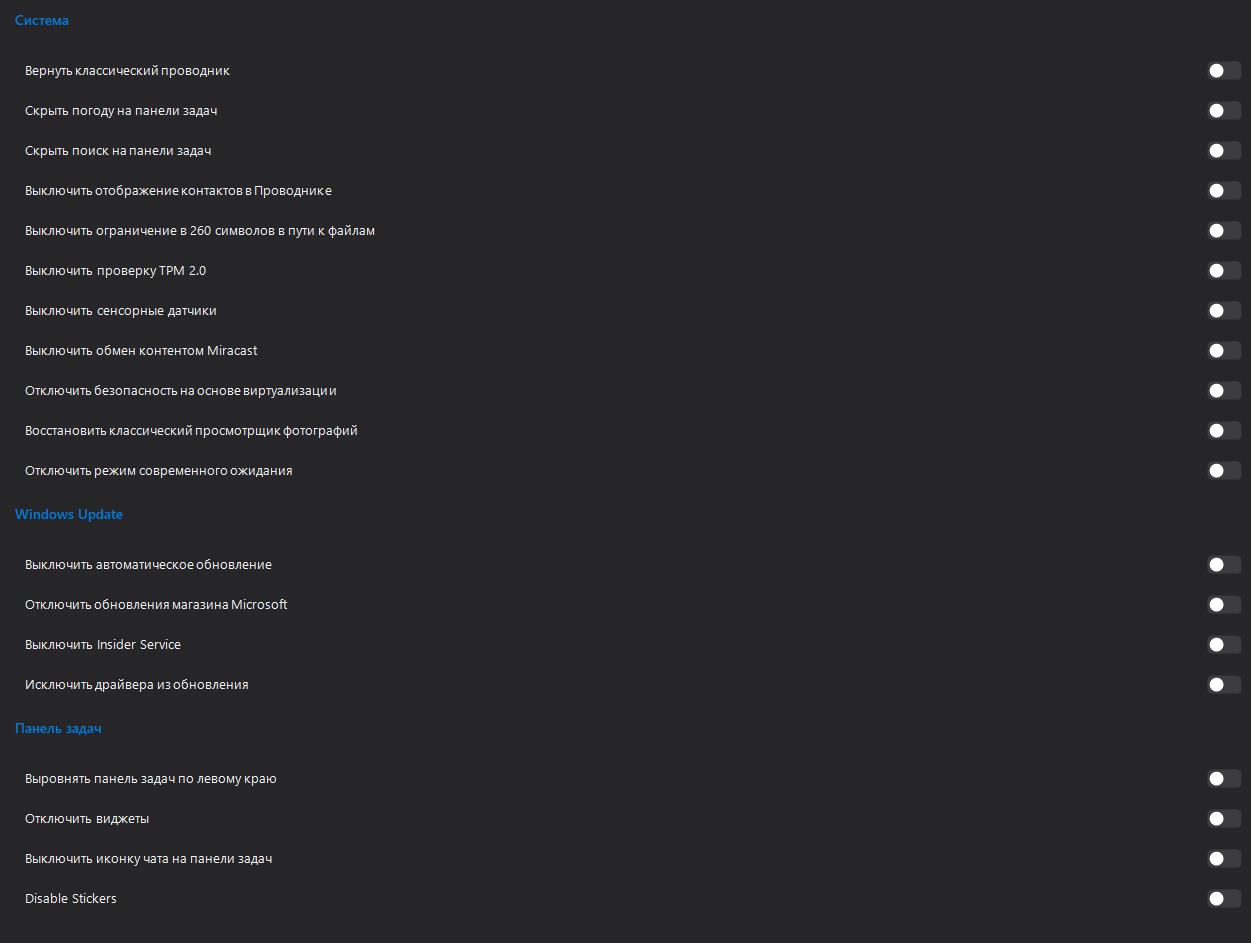 Система
Вернуть классический проводник
Скрыть погоду на панели задач
Скрыть поиск на панели задач
Выключить отображение контактов в Проводнике
Выключить ограничение в 260 символов в пути к файлам
Выключить проверку TPM 2.0
Выключить сенсорные датчики
Выключить обмен контентом Miracast
Отключить безопасность на основе виртуализации
Восстановить классический просмотрщик фотографий
Отключить режим современного ожидания
Windows Update
Выключить автоматическое обновление
Отключить обновления магазина Microsoft
Выключить Insider Service
Исключить драйвера из обновления
Панель задач
Выровнять панель задач по левому краю
Отключить виджеты
Выключить иконку чата на панели задач
Disable Stickers